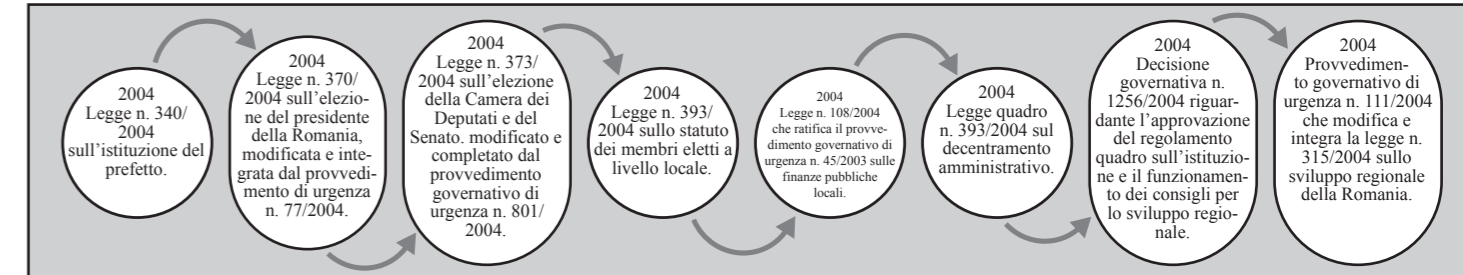 2004
Legge n. 340/
2004
sull’istituzione del
prefetto.
2004
Legge n. 370/
2004 sull’elezio-
ne del presidente
della Romania,
modificata e inte-
grata dal provvedi-
mento di urgenza
n. 77/2004.
2004
Legge n. 373/
2004 sull’elezione
della Camera dei
Deputati e del
Senato. modificato e
completato dal
provvedimento
governativo di
urgenza n. 801/
2004.
2004
Legge n. 393/
2004 sullo statuto
dei membri eletti a
livello locale.
2004
Legge n. 108/2004
che ratifica il provve-
dimento governativo di
urgenza n. 45/2003 sulle
finanze pubbliche
locali.
2004
Legge quadro
n. 393/2004 sul
decentramento
amministrativo.
2004
Decisione
governativa n.
1256/2004 riguar-
dante l’approvazione
del regolamento
quadro sull’istituzio-
ne e il funzionamen-
to dei consigli per
lo sviluppo regio-
nale.
2004
Provvedimen-
to governativo di
urgenza n. 111/2004
che modifica e
integra la legge n.
315/2004 sullo
sviluppo regionale
della Romania.